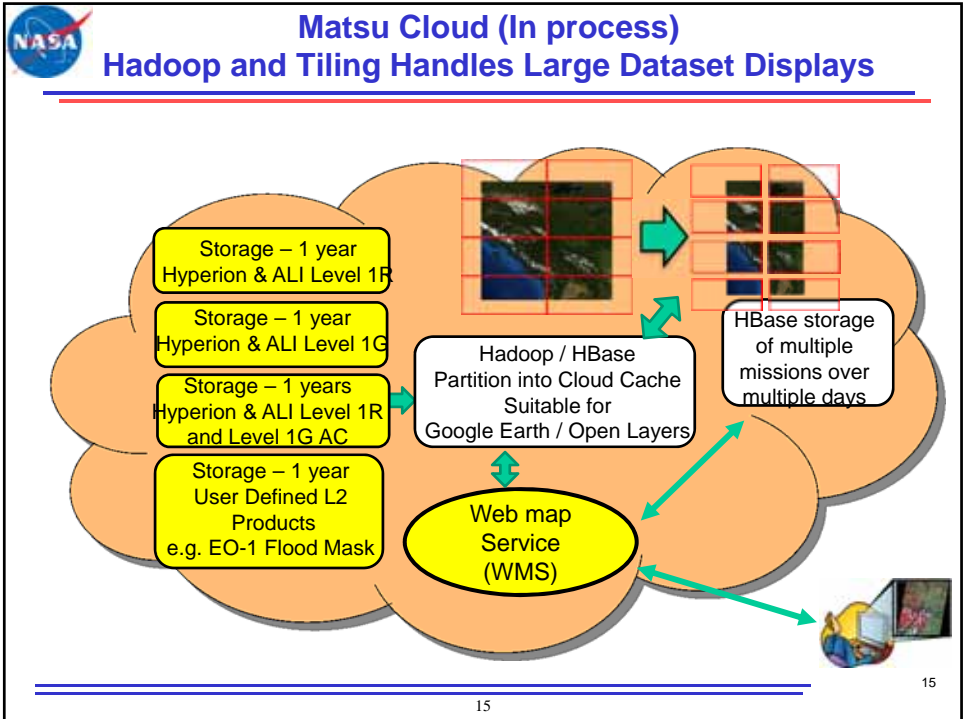 NASA
Matsu Cloud (In process)
Hadoop and Tiling Handles Large Dataset Displays
Storage – 1 year
Hyperion & ALI Level 1R
Storage – 1 year
Hyperion & ALI Level 1G
Storage – 1 years
Hyperion & ALI Level 1R
and Level 1G AC
Storage – 1 year
User Defined L2
Products
e.g. EO-1 Flood Mask
Hadoop / HBase
Partition into Cloud Cache
Suitable for
Google Earth / Open Layers
HBase storage
of multiple
missions over
multiple days
Web map
Service
(WMS)
15
15